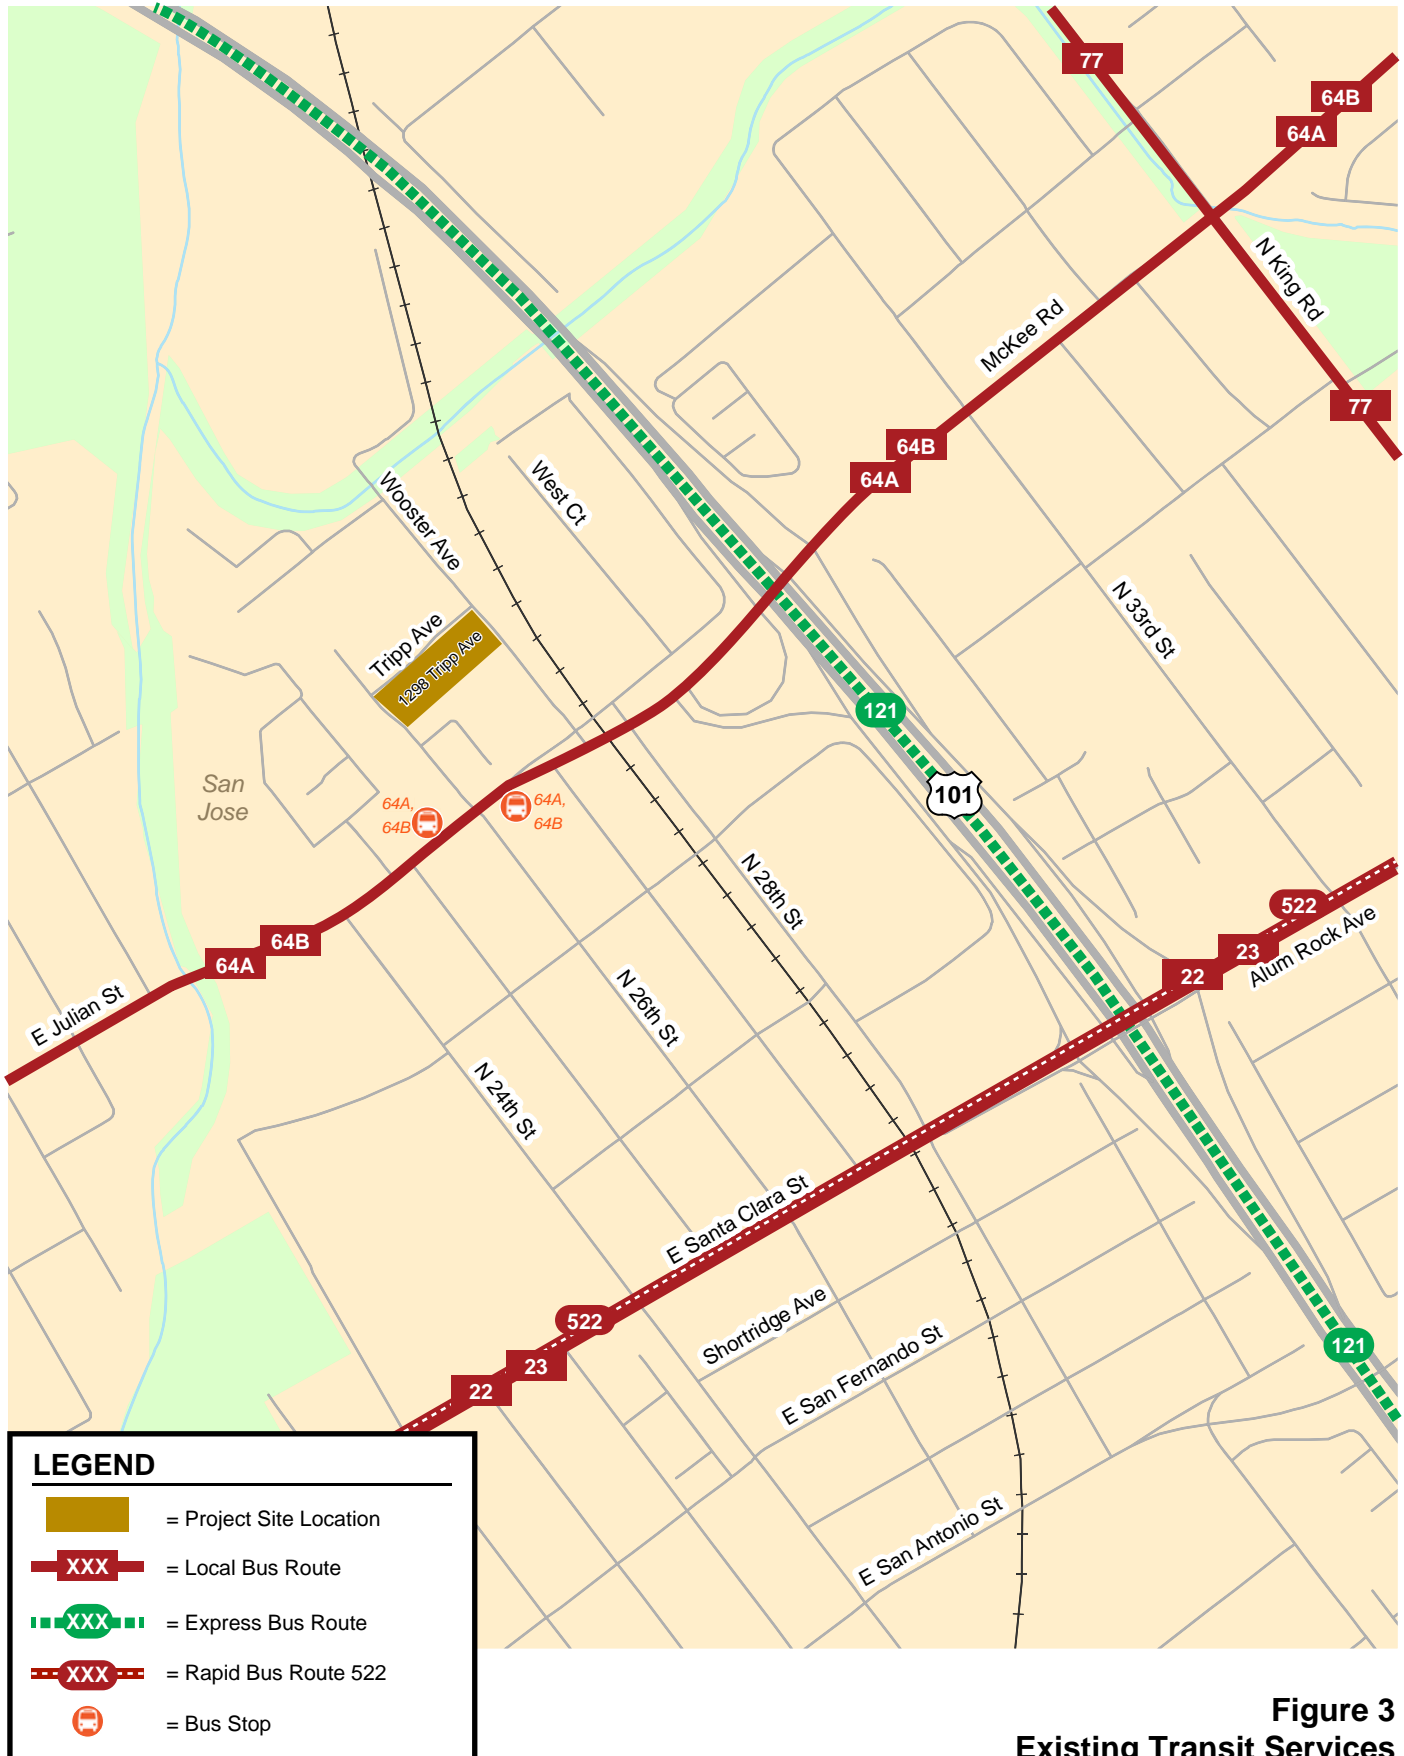 77
64B
64A
N King Rd
McKee Rd
77
64B
64A
West Ct
Wooster Ave
N 33rd St
Tripp Ave
1298 Tripp Ave
121
San
Jose
101
64A,
64B
64A,
64B
N 28th St
522
23
22
Alum Rock Ave
64B
64A
E Julian St
N 26th St
N 24th St
E Santa Clara St
522
Shortridge Ave
E San Fernando St
121
23
22
E San Antonio St
LEGEND
= Project Site Location
XXX = Local Bus Route
XXX = Express Bus Route
XXX = Rapid Bus Route 522
= Bus Stop
Figure 3
Existing Transit Services